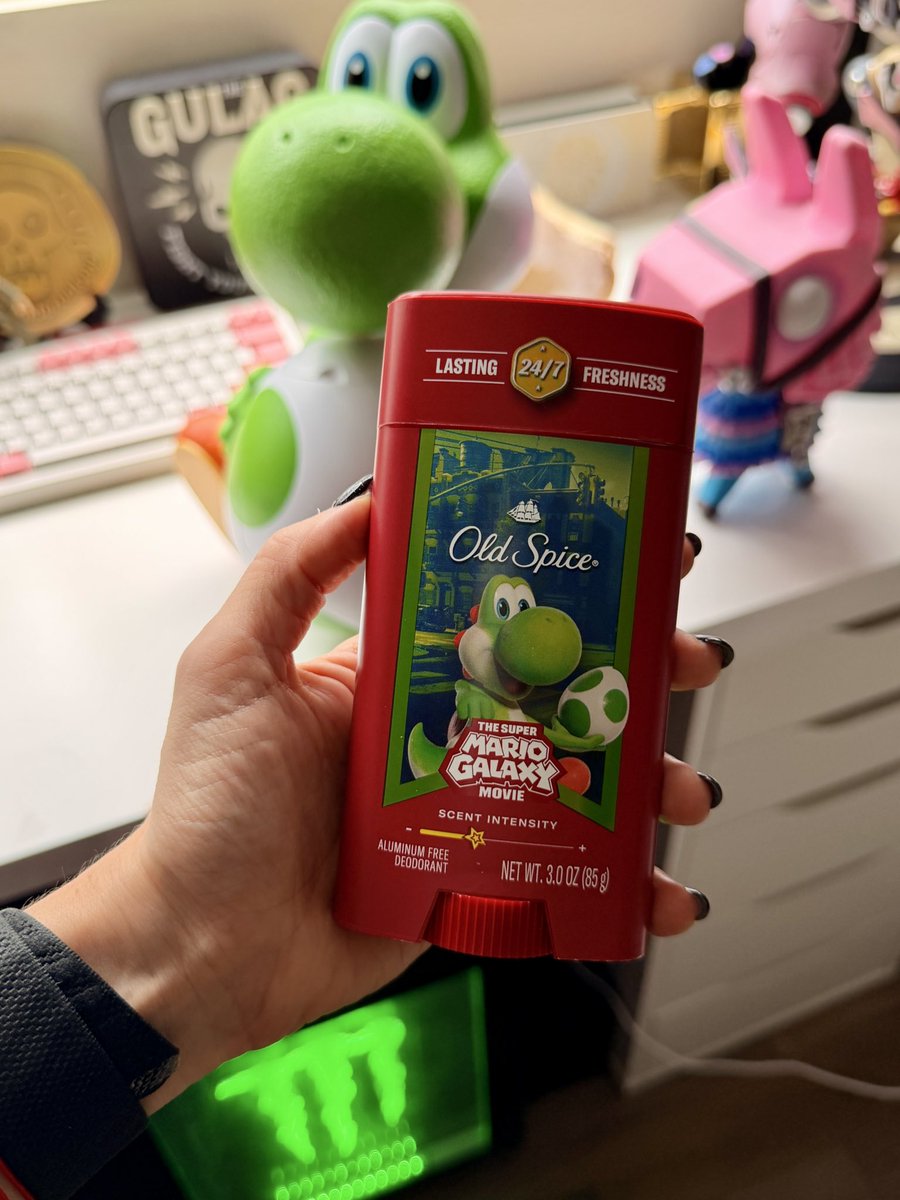 GULAG
LASTING 24/7 FRESHNESS
Old Spice®
THE SUPER
MARIO
GALAXY
MOVIE
SCENT INTENSITY
- +
ALUMINUM FREE
DEODORANT
NET WT. 3.0 OZ (85 g)